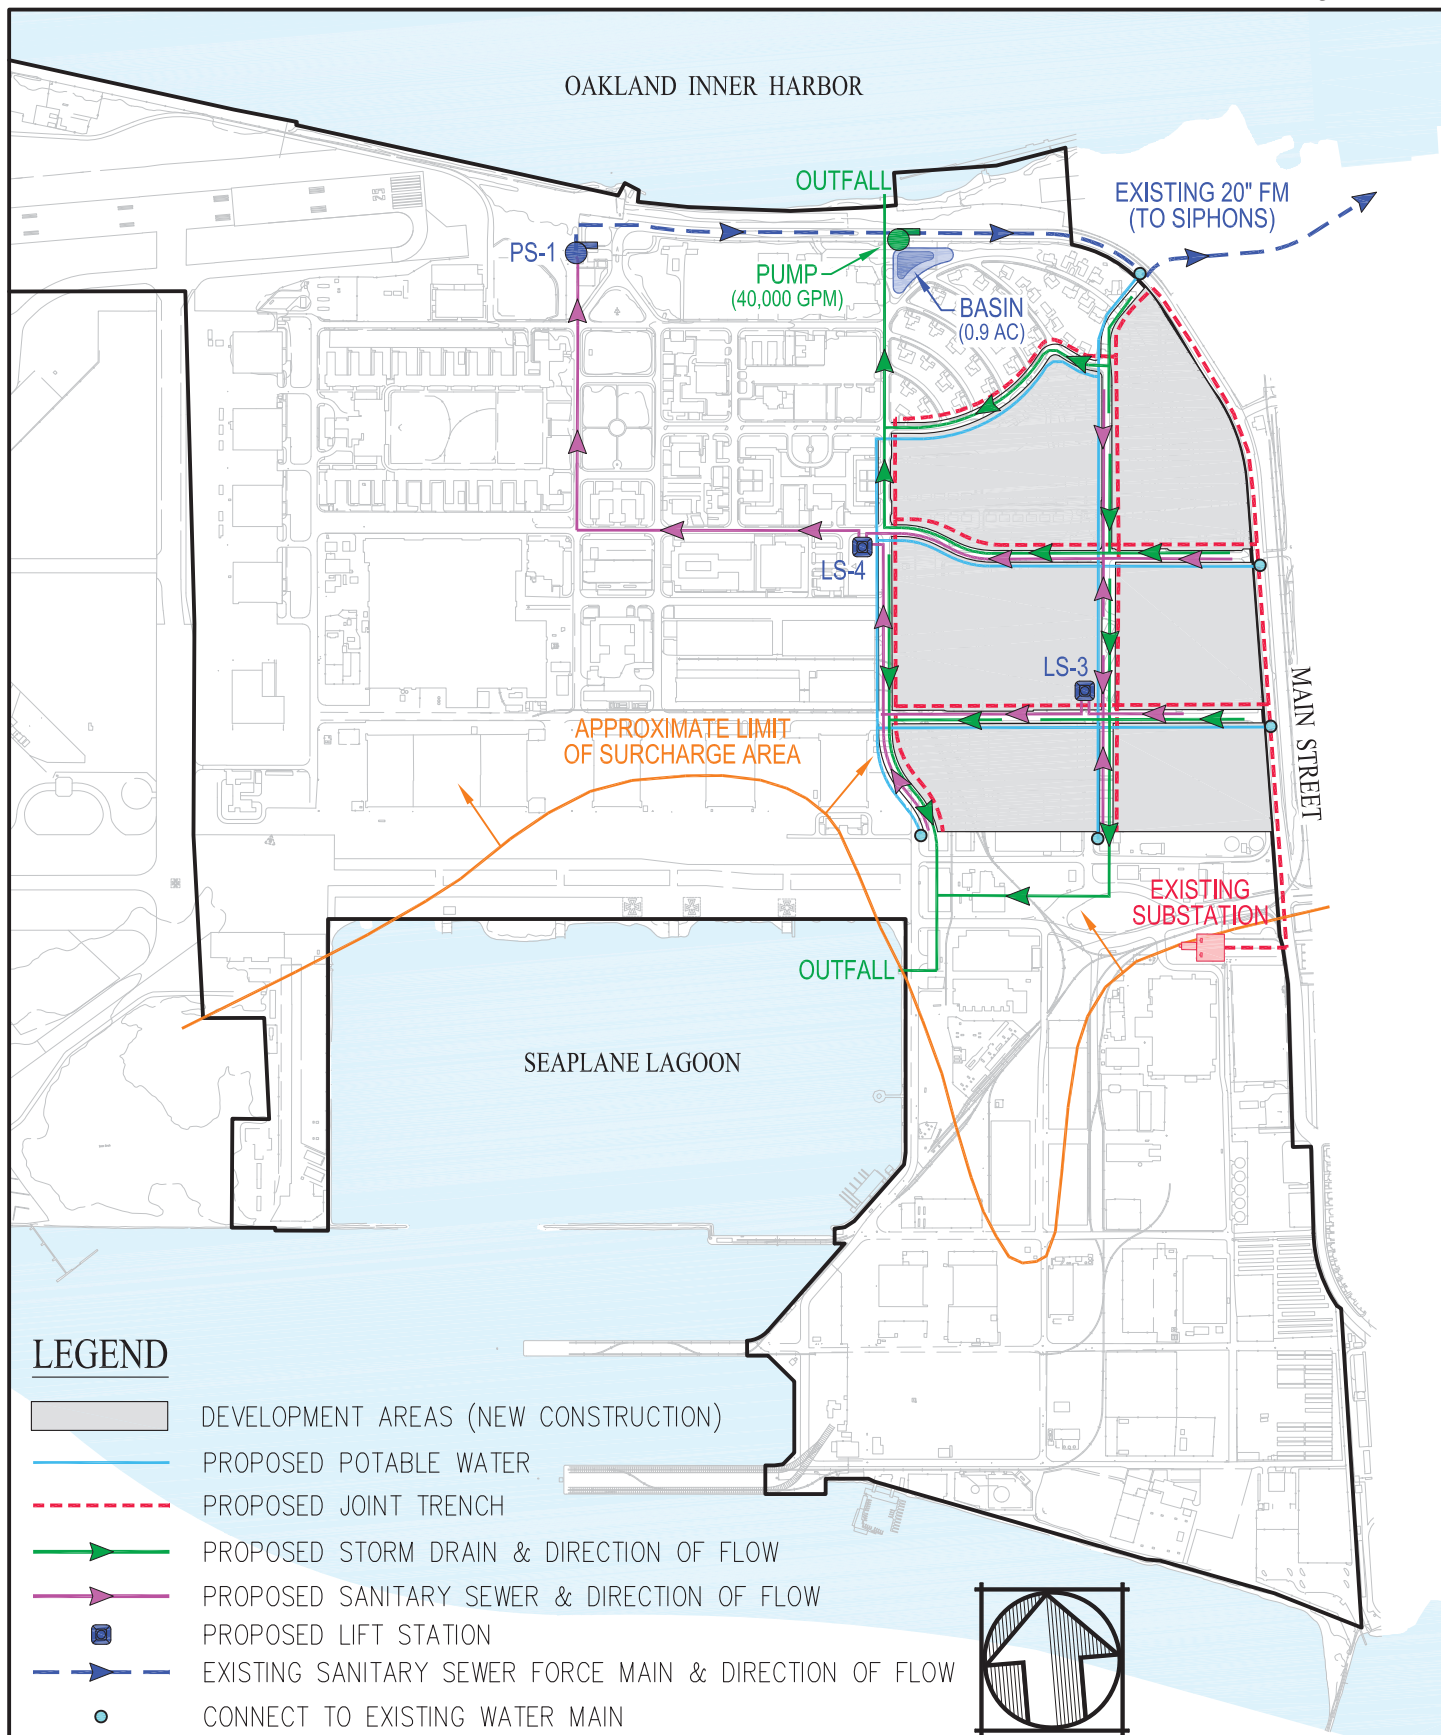 OAKLAND INNER HARBOR
OUTFALL
EXISTING 20" FM
(TO SIPHONS)
PS-1
PUMP
(40,000 GPM)
BASIN
(0.9 AC)
LS-4
LS-3
MAIN STREET
APPROXIMATE LIMIT
OF SURCHARGE AREA
EXISTING
SUBSTATION
OUTFALL
SEAPLANE LAGOON
LEGEND
DEVELOPMENT AREAS (NEW CONSTRUCTION)
PROPOSED POTABLE WATER
PROPOSED JOINT TRENCH
PROPOSED STORM DRAIN & DIRECTION OF FLOW
PROPOSED SANITARY SEWER & DIRECTION OF FLOW
PROPOSED LIFT STATION
EXISTING SANITARY SEWER FORCE MAIN & DIRECTION OF FLOW
CONNECT TO EXISTING WATER MAIN